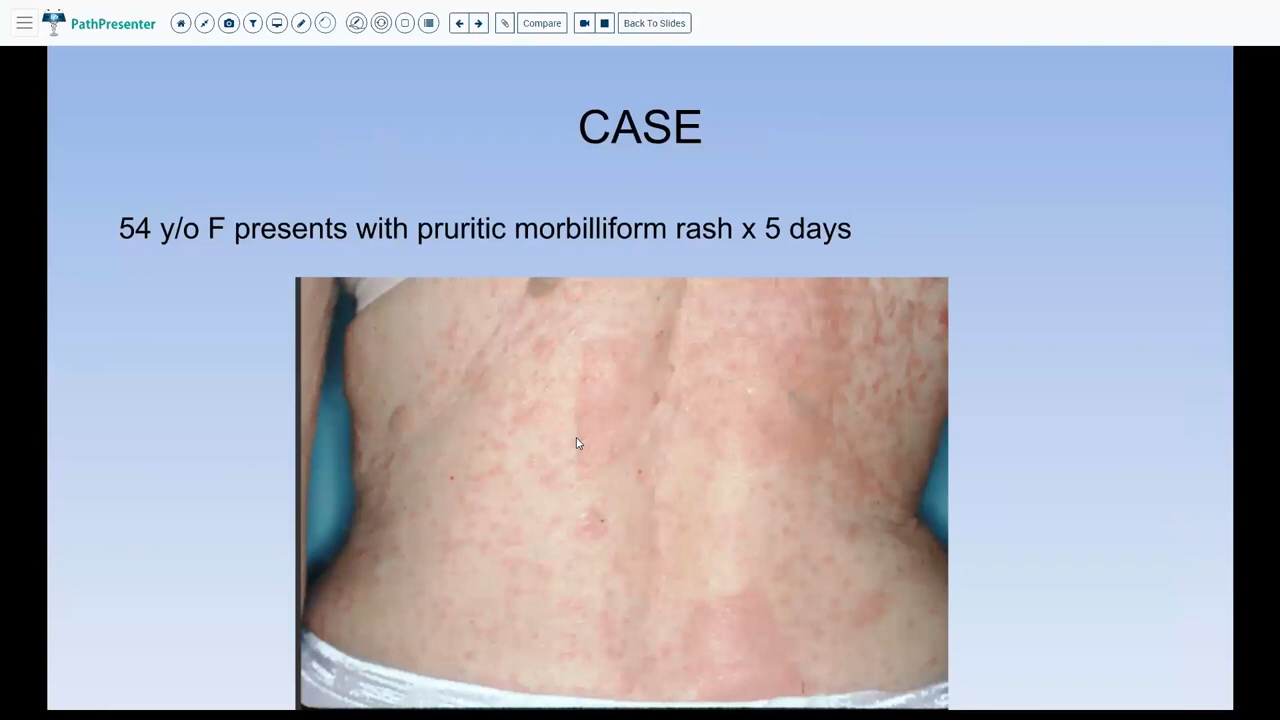 PathPresenter
Compare
Back To Slides
CASE
54 y/o F presents with pruritic morbilliform rash x 5 days